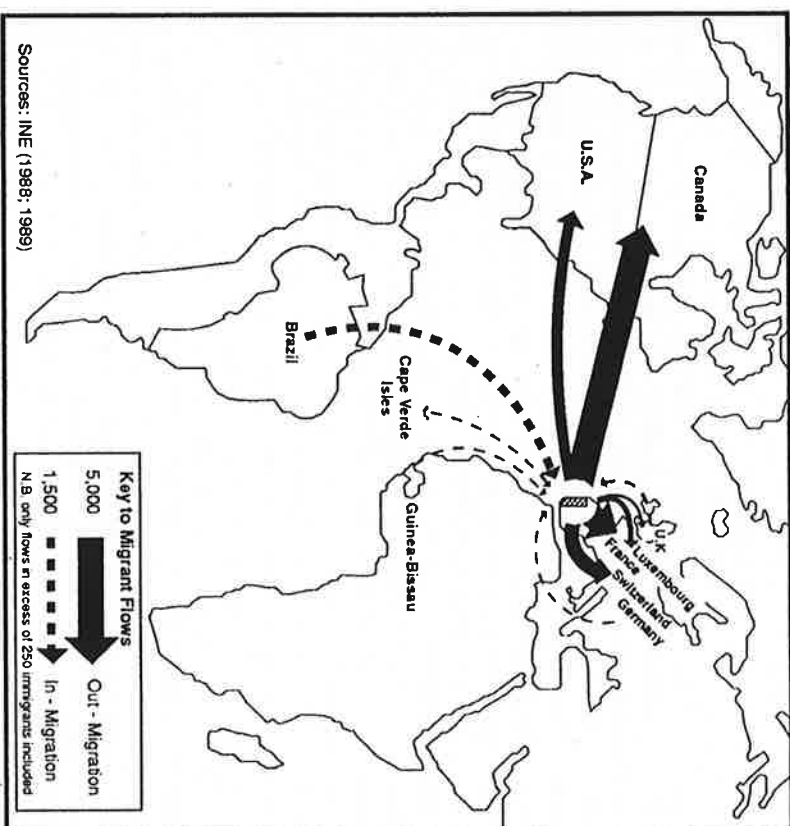 Canada
U.S.A.
Brazil
Cape Verde
Isles
Guinea-Bissau
U.K
Luxembourg
France
Switzerland
Germany
Key to Migrant Flows
5,000 Out - Migration
1,500 In - Migration
N.B. only flows in excess of 250 immigrants included
Sources: INE (1988; 1989)